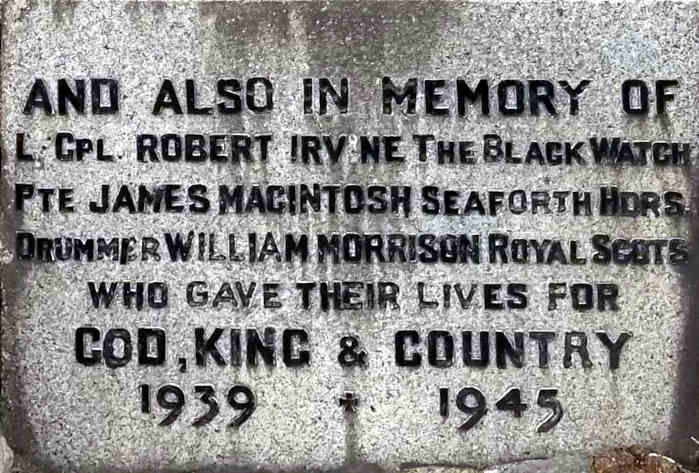 AND ALSO IN MEMORY OF
L. CPL. ROBERT IRVINE THE BLACK WATCH
PTE JAMES MACINTOSH SEAFORTH HDRS.
DRUMMER WILLIAM MORRISON ROYAL SCOTS
WHO GAVE THEIR LIVES FOR
GOD, KING & COUNTRY
1939 + 1945